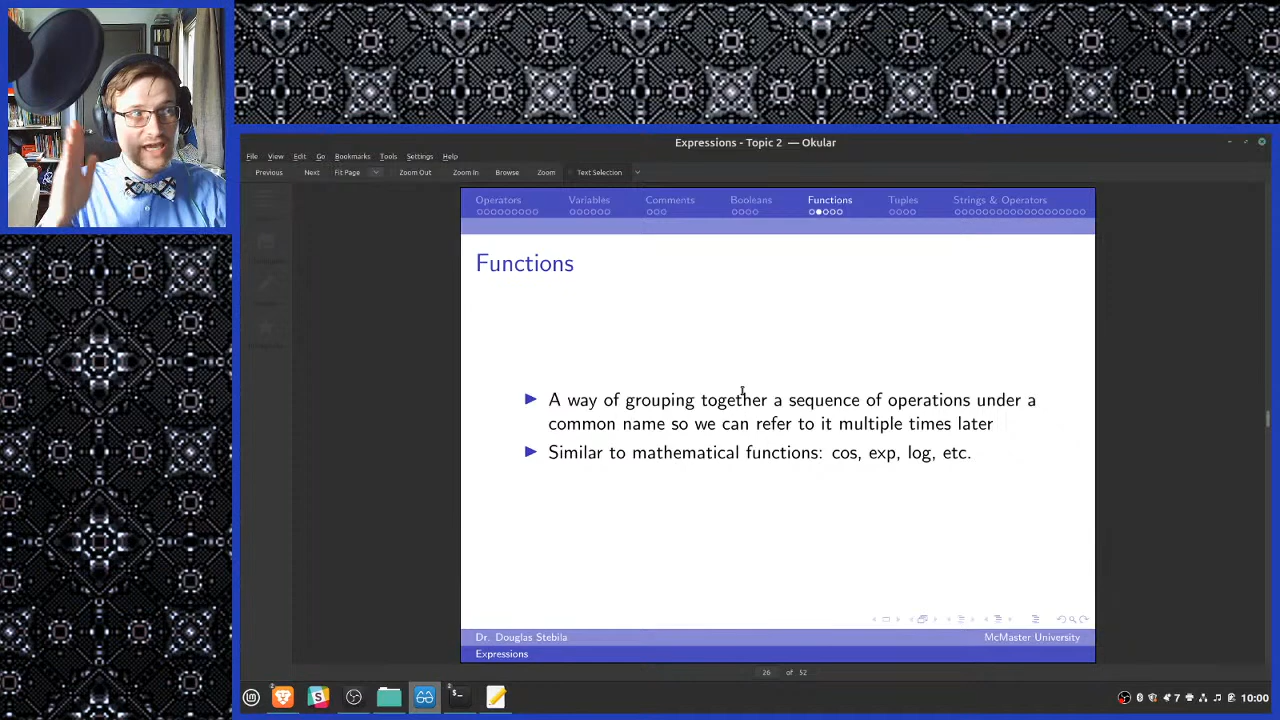 Expressions - Topic 2 — Okular
File View Edit Go Bookmarks Tools Settings Help
Previous Next Fit Page Zoom Out Zoom In Browse Zoom Text Selection
Operators Variables Comments Booleans Functions Tuples Strings & Operators
Functions
A way of grouping together a sequence of operations under a
common name so we can refer to it multiple times later
Similar to mathematical functions: cos, exp, log, etc.
Dr. Douglas Stebila McMaster University
Expressions
26 of 52
7 10:00